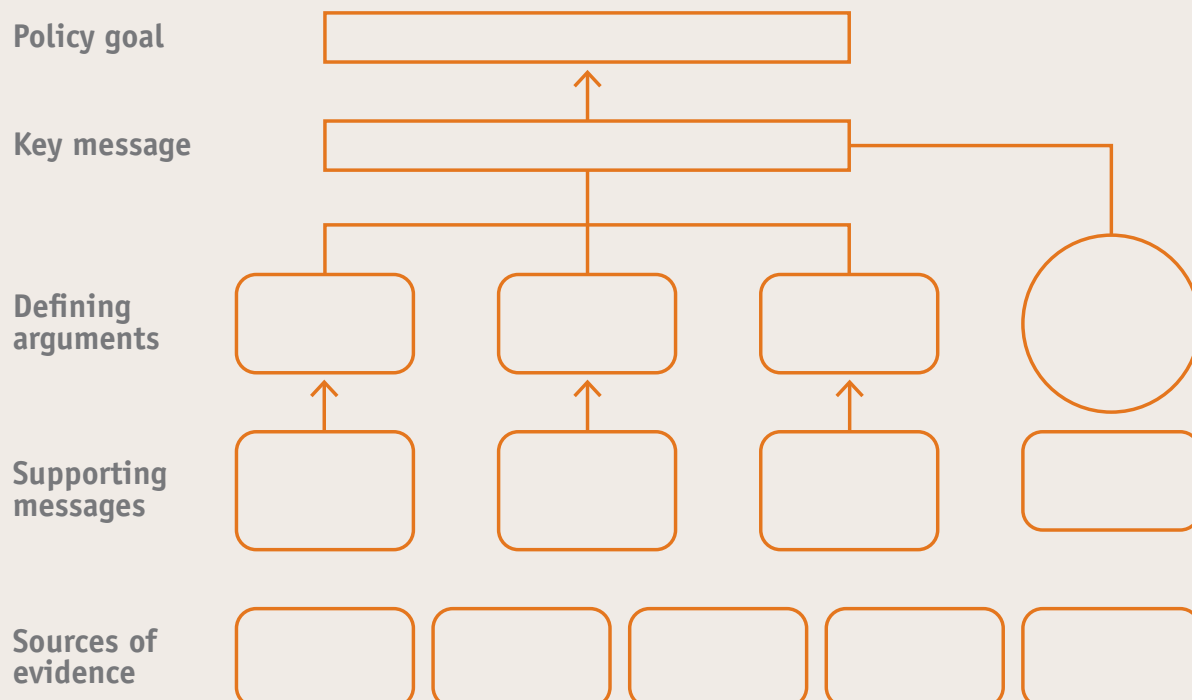 Policy goal
Key message
Defining
arguments
Supporting
messages
Sources of
evidence